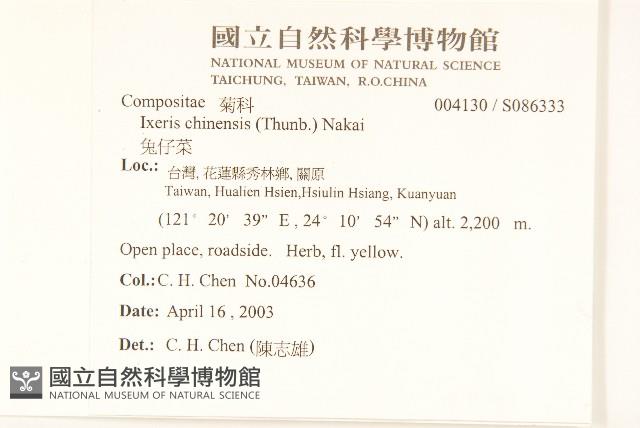 國立自然科學博物館
NATIONAL MUSEUM OF NATURAL SCIENCE
TAICHUNG, TAIWAN, R.O.CHINA
Compositae 菊科 004130 / S086333
Ixeris chinensis (Thunb.) Nakai
兔仔菜
Loc.: 台灣, 花蓮縣秀林鄉, 關原
Taiwan, Hualien Hsien,Hsiulin Hsiang, Kuanyuan
(121° 20' 39” E , 24° 10' 54” N) alt. 2,200 m.
Open place, roadside. Herb, fl. yellow.
Col.: C. H. Chen No.04636
Date: April 16 , 2003
Det.: C. H. Chen (陳志雄)
國立自然科學博物館
NATIONAL MUSEUM OF NATURAL SCIENCE